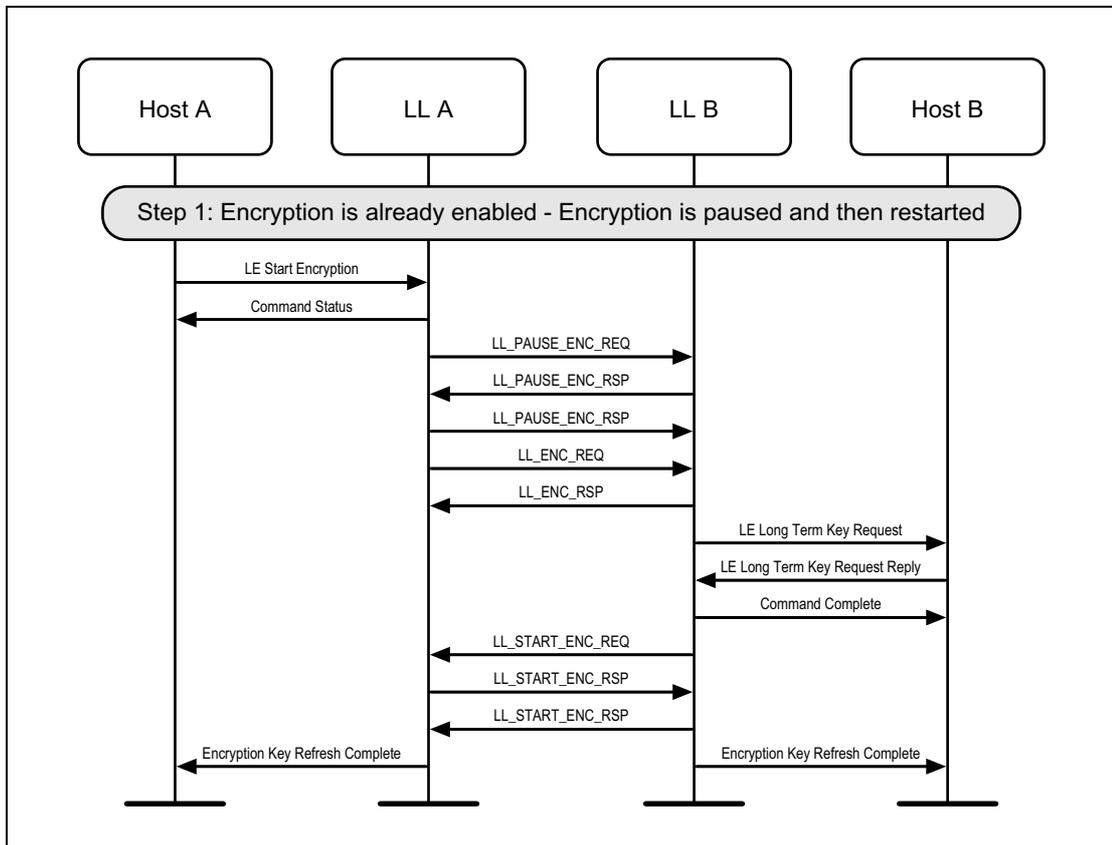 Host A
LL A
LL B
Host B
Step 1: Encryption is already enabled - Encryption is paused and then restarted
LE Start Encryption
Command Status
LL_PAUSE_ENC_REQ
LL_PAUSE_ENC_RSP
LL_PAUSE_ENC_RSP
LL_ENC_REQ
LL_ENC_RSP
LE Long Term Key Request
LE Long Term Key Request Reply
Command Complete
LL_START_ENC_REQ
LL_START_ENC_RSP
LL_START_ENC_RSP
Encryption Key Refresh Complete
Encryption Key Refresh Complete